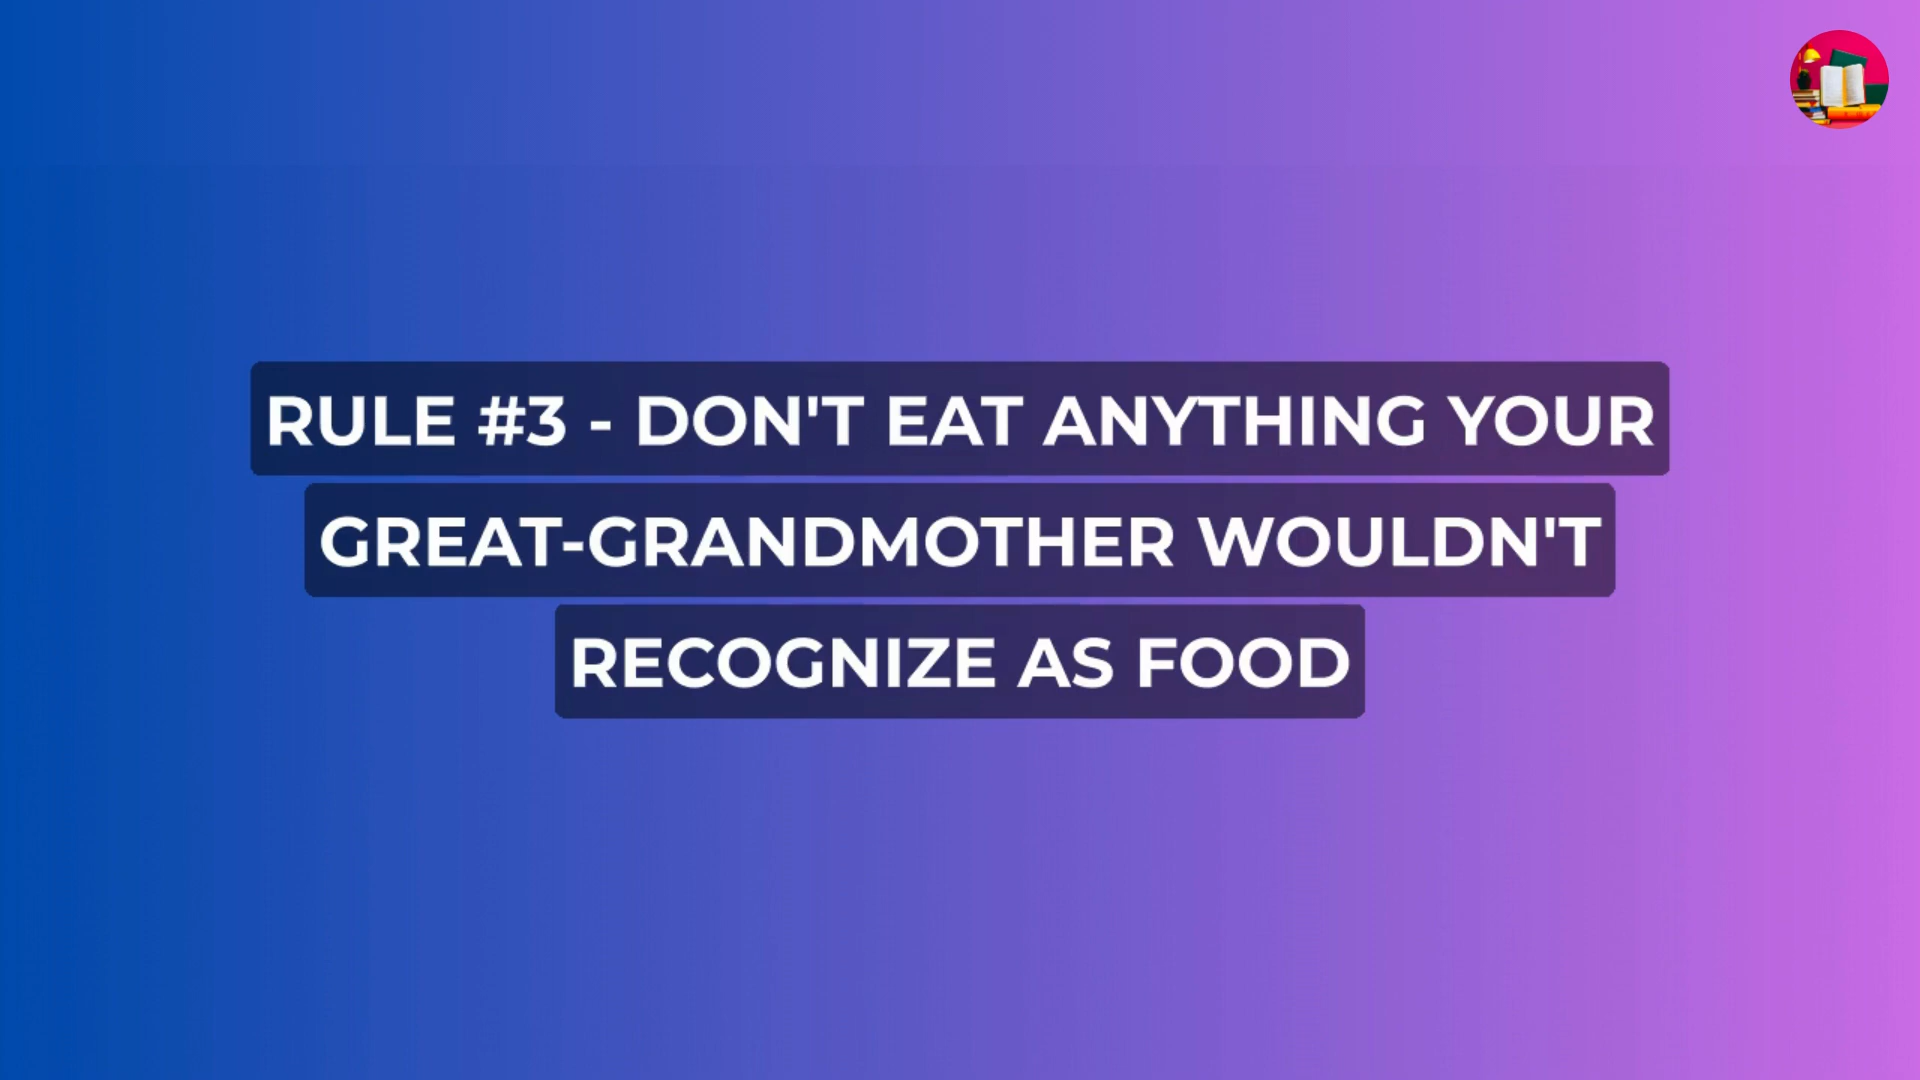 RULE #3 - DON'T EAT ANYTHING YOUR
GREAT-GRANDMOTHER WOULDN'T
RECOGNIZE AS FOOD